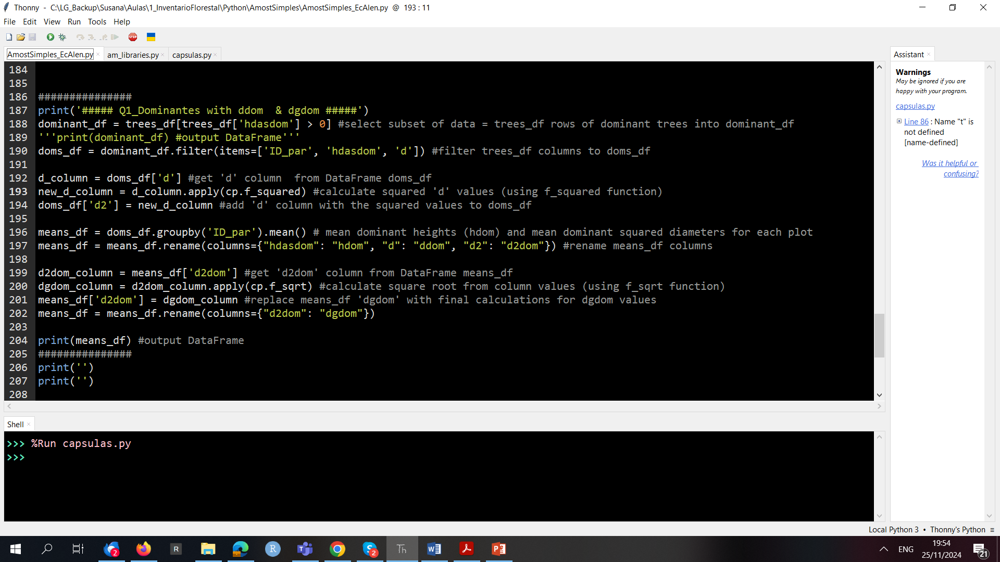 Thonny - C:\LG_Backup\Susana\Aulas\1_InventarioFlorestal\Python\AmostSimples\AmostSimples_EcAlen.py @ 193 : 11
File Edit View Run Tools Help
STOP
AmostSimples_EcAlen.py × am_libraries.py × capsulas.py ×
184
185
186 ###############
187 print('##### Q1_Dominantes with ddom  & dgdom #####')
188 dominant_df = trees_df[trees_df['hdasdom'] > 0] #select subset of data = trees_df rows of dominant trees into dominant_df
189 '''print(dominant_df) #output DataFrame'''
190 doms_df = dominant_df.filter(items=['ID_par', 'hdasdom', 'd']) #filter trees_df columns to doms_df
191
192 d_column = doms_df['d'] #get 'd' column  from DataFrame doms_df
193 new_d_column = d_column.apply(cp.f_squared) #calculate squared 'd' values (using f_squared function)
194 doms_df['d2'] = new_d_column #add 'd' column with the squared values to doms_df
195
196 means_df = doms_df.groupby('ID_par').mean() # mean dominant heights (hdom) and mean dominant squared diameters for each plot
197 means_df = means_df.rename(columns={"hdasdom": "hdom", "d": "ddom", "d2": "d2dom"}) #rename means_df columns
198
199 d2dom_column = means_df['d2dom'] #get 'd2dom' column from DataFrame means_df
200 dgdom_column = d2dom_column.apply(cp.f_sqrt) #calculate square root from column values (using f_sqrt function)
201 means_df['d2dom'] = dgdom_column #replace means_df 'dgdom' with final calculations for dgdom values
202 means_df = means_df.rename(columns={"d2dom": "dgdom"})
203
204 print(means_df) #output DataFrame
205 ###############
206 print('')
207 print('')
208
Shell ×
>>> %Run capsulas.py
>>>
Assistant ×
Warnings
May be ignored if you are
happy with your program.
capsulas.py
Line 86 : Name "t" is
not defined
[name-defined]
Was it helpful or
confusing?
Local Python 3 • Thonny's Python ≡
2
R
R
T
S 2
Th
W
P
ENG
19:54
25/11/2024
21